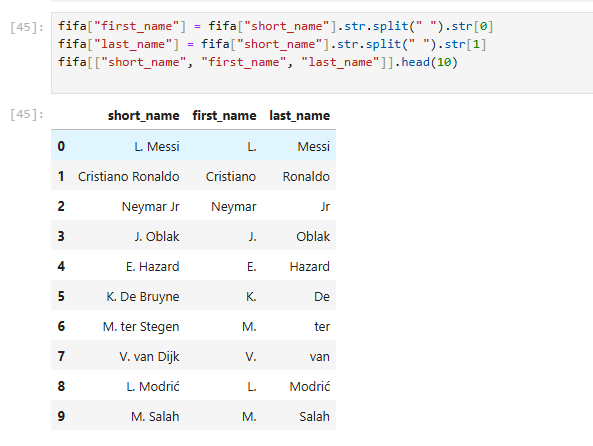 [45]: fifa["first_name"] = fifa["short_name"].str.split(" ").str[0]
fifa["last_name"] = fifa["short_name"].str.split(" ").str[1]
fifa[["short_name", "first_name", "last_name"]].head(10)
[45]: short_name first_name last_name
0 L. Messi L. Messi
1 Cristiano Ronaldo Cristiano Ronaldo
2 Neymar Jr Neymar Jr
3 J. Oblak J. Oblak
4 E. Hazard E. Hazard
5 K. De Bruyne K. De
6 M. ter Stegen M. ter
7 V. van Dijk V. van
8 L. Modrić L. Modrić
9 M. Salah M. Salah